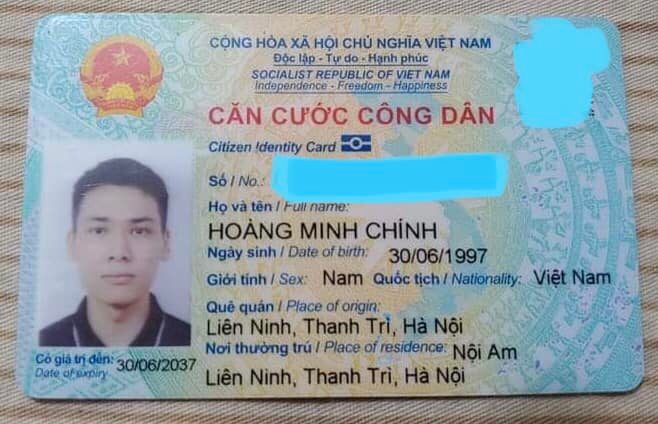 CỘNG HÒA XÃ HỘI CHỦ NGHĨA VIỆT NAM
Độc lập - Tự do - Hạnh phúc
SOCIALIST REPUBLIC OF VIET NAM
Independence - Freedom - Happiness
CĂN CƯỚC CÔNG DÂN
Citizen Identity Card
Số / No.:
Họ và tên / Full name:
HOÀNG MINH CHÍNH
Ngày sinh / Date of birth: 30/06/1997
Giới tính / Sex: Nam Quốc tịch / Nationality: Việt Nam
Quê quán / Place of origin:
Liên Ninh, Thanh Trì, Hà Nội
Nơi thường trú / Place of residence: Nội Am
Liên Ninh, Thanh Trì, Hà Nội
Có giá trị đến: 30/06/2037
Date of expiry